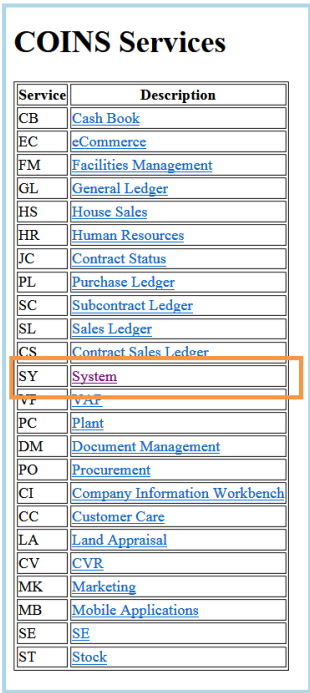 COINS Services
Service Description
CB Cash Book
EC eCommerce
FM Facilities Management
GL General Ledger
HS House Sales
HR Human Resources
JC Contract Status
PL Purchase Ledger
SC Subcontract Ledger
SL Sales Ledger
CS Contract Sales Ledger
SY System
VP VAP
PC Plant
DM Document Management
PO Procurement
CI Company Information Workbench
CC Customer Care
LA Land Appraisal
CV CVR
MK Marketing
MB Mobile Applications
SE SE
ST Stock